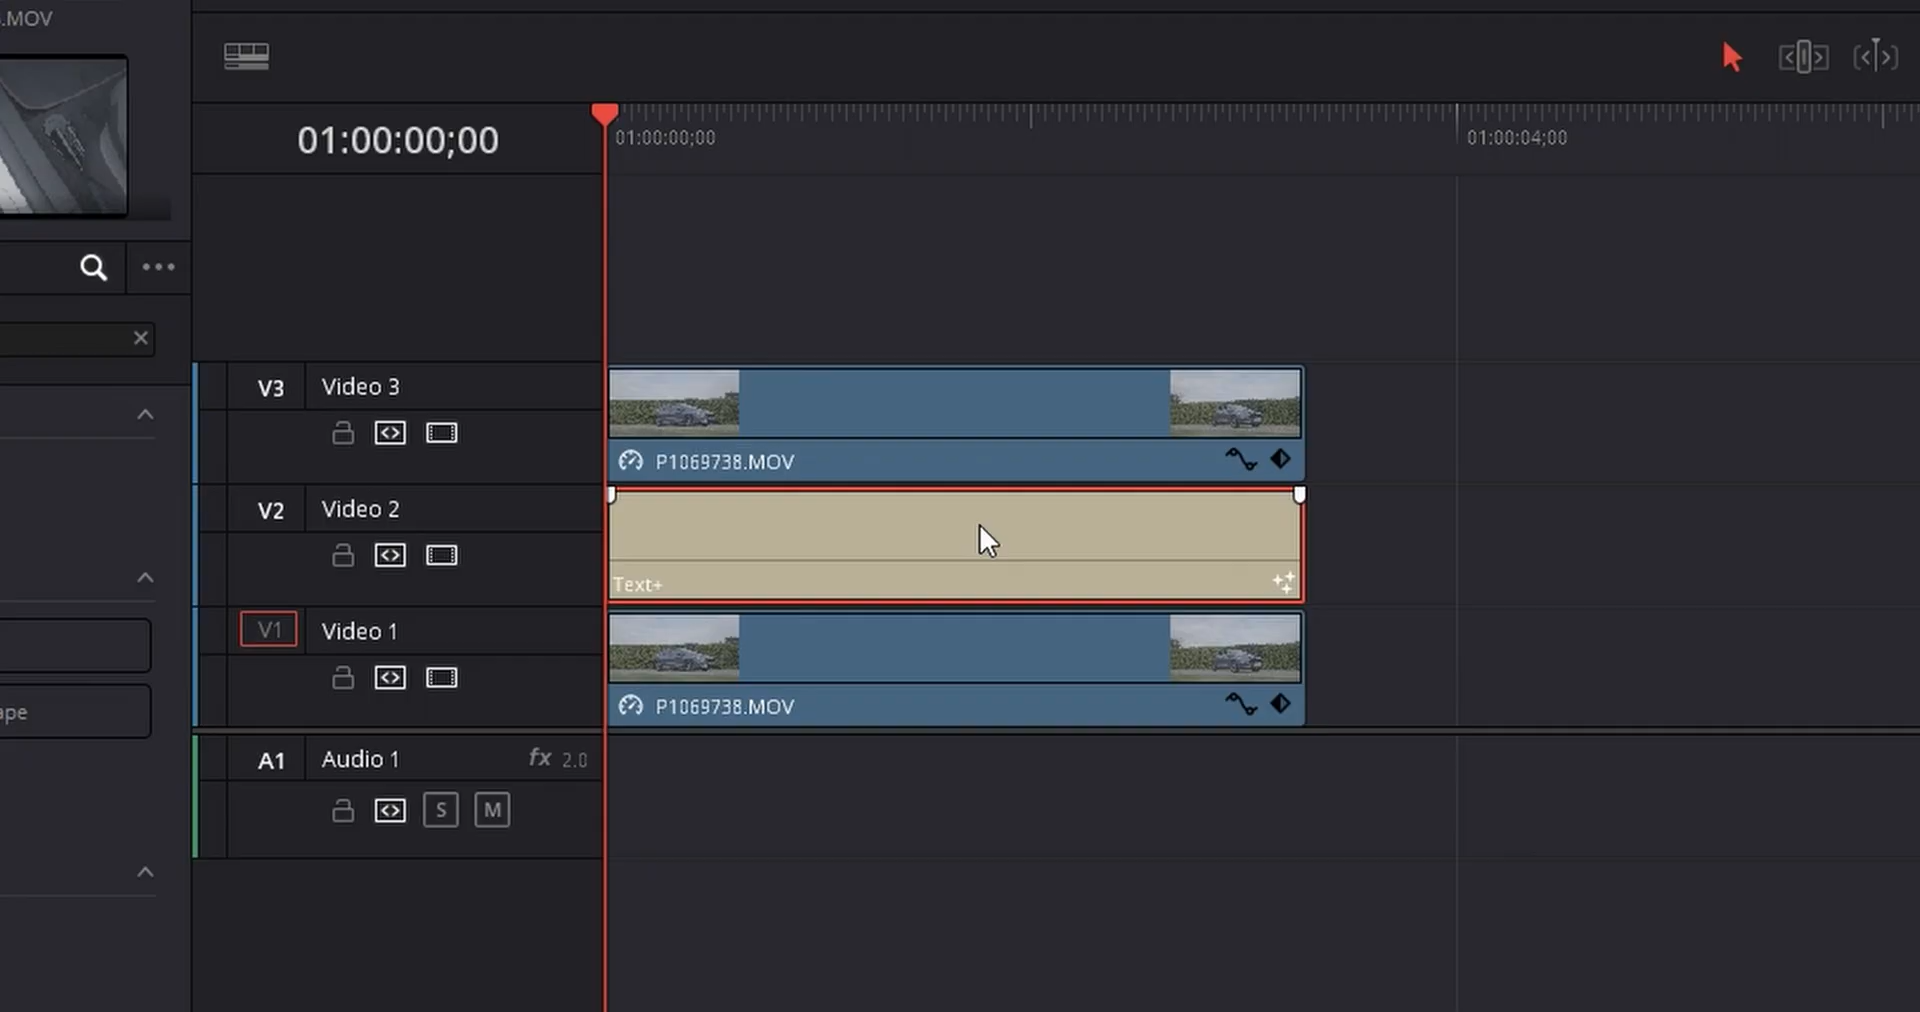 .MOV
01:00:00;00
01:00:00;00
01:00:04;00
V3 Video 3
P1069738.MOV
V2 Video 2
Text+
V1 Video 1
P1069738.MOV
ape
A1 Audio 1 fx 2.0
S M